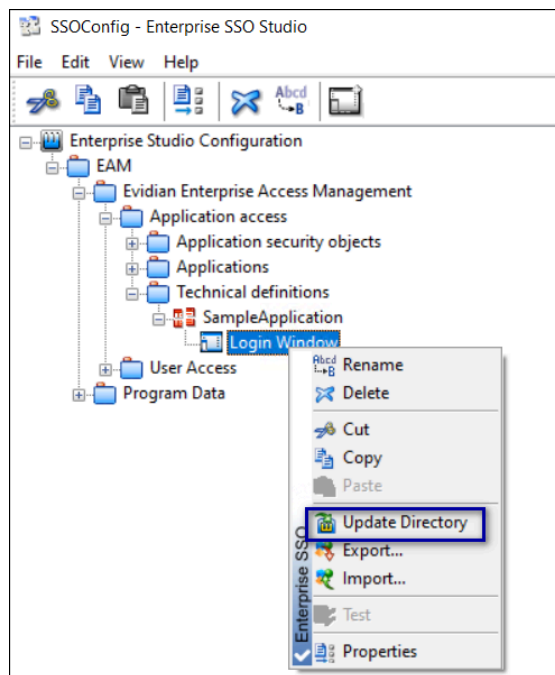 SSOConfig - Enterprise SSO Studio
File Edit View Help
Abcd
B
Enterprise Studio Configuration
EAM
Evidian Enterprise Access Management
Application access
Application security objects
Applications
Technical definitions
SampleApplication
Login Window
User Access
Program Data
Abcd
B
Rename
Delete
Cut
Copy
Paste
Update Directory
Export...
Import...
Test
Properties
Enterprise SSO